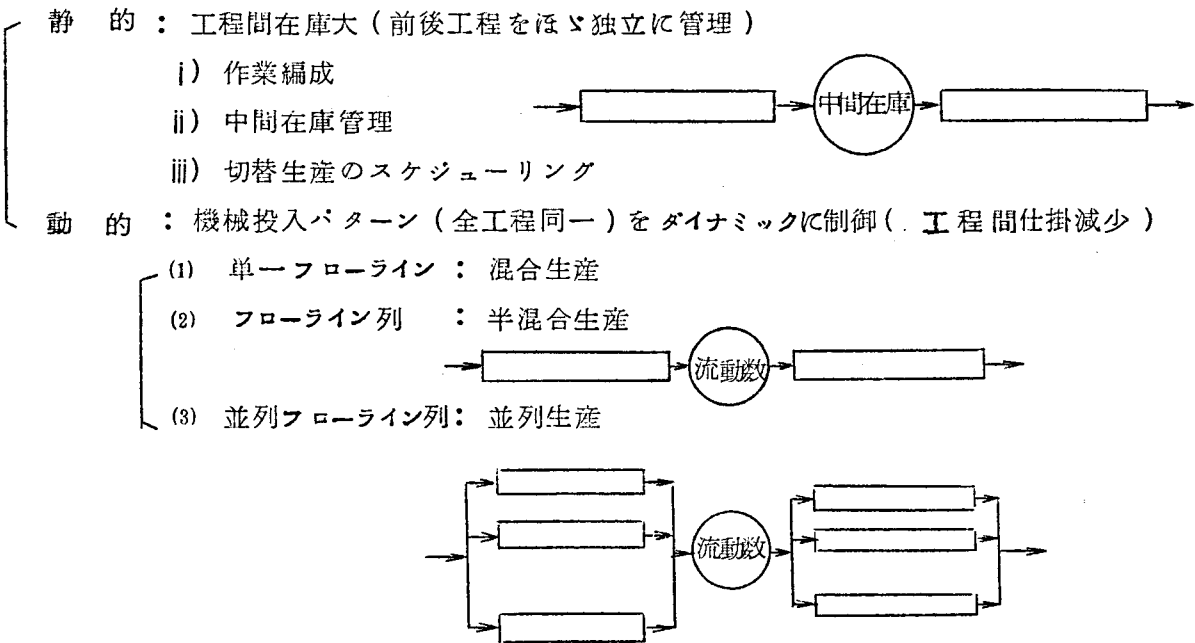 静 的 : 工程間在庫大 ( 前後工程をほゞ独立に管理 )
i) 作業編成
中間在庫
ii) 中間在庫管理
iii) 切替生産のスケジューリング
動 的 : 機械投入パターン ( 全工程同一 ) をダイナミックに制御 ( . 工程間仕掛減少 )
(1) 単一フローライン : 混合生産
(2) フローライン列 : 半混合生産
流動数
(3) 並列フローライン列 : 並列生産
流動数